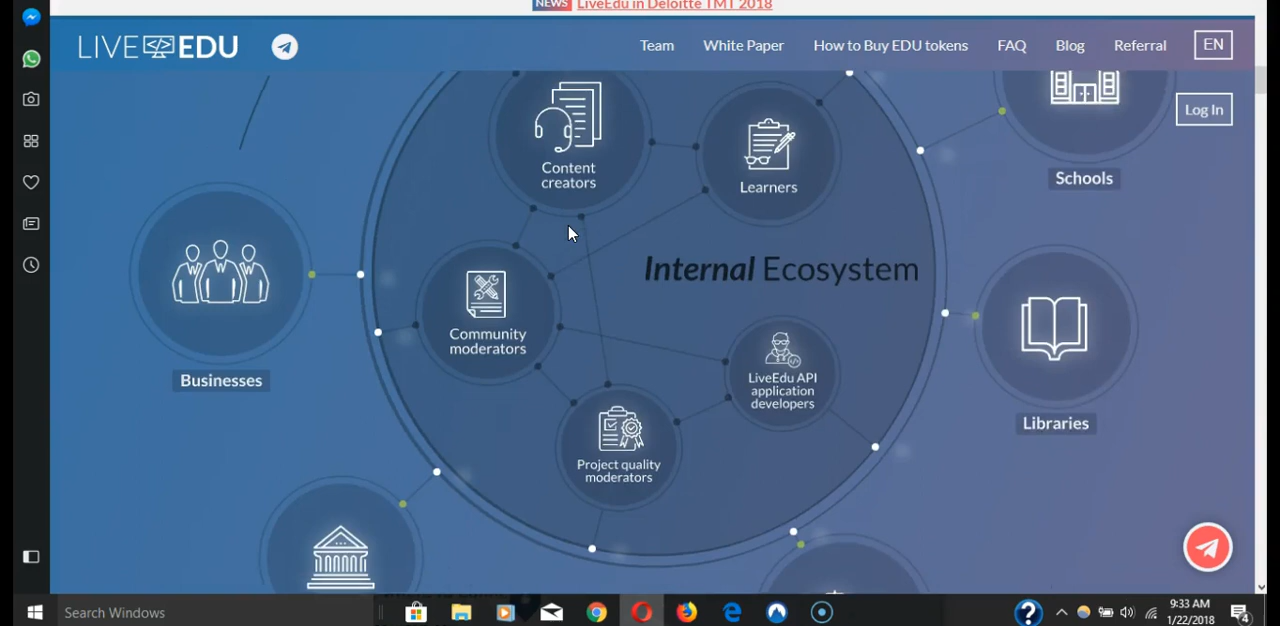 NEWS LiveEdu in Deloitte TMT 2018
LIVE EDU
Team White Paper How to Buy EDU tokens FAQ Blog Referral EN
Log In
Content
creators
Learners
Schools
Internal Ecosystem
Community
moderators
Businesses
LiveEdu API
application
developers
Libraries
Project quality
moderators
Search Windows
9:33 AM
1/22/2018
4